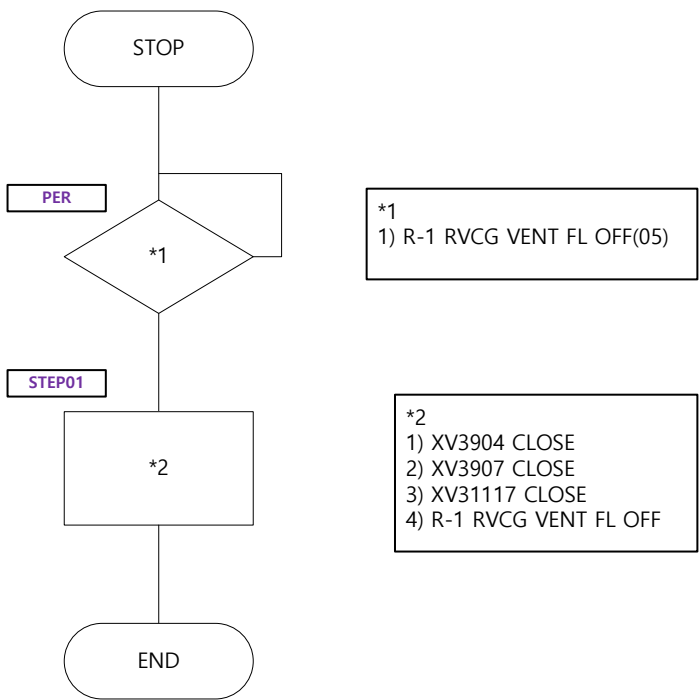 STOP
PER
*1
*1
1) R-1 RVCG VENT FL OFF(05)
STEP01
*2
*2
1) XV3904 CLOSE
2) XV3907 CLOSE
3) XV31117 CLOSE
4) R-1 RVCG VENT FL OFF
END